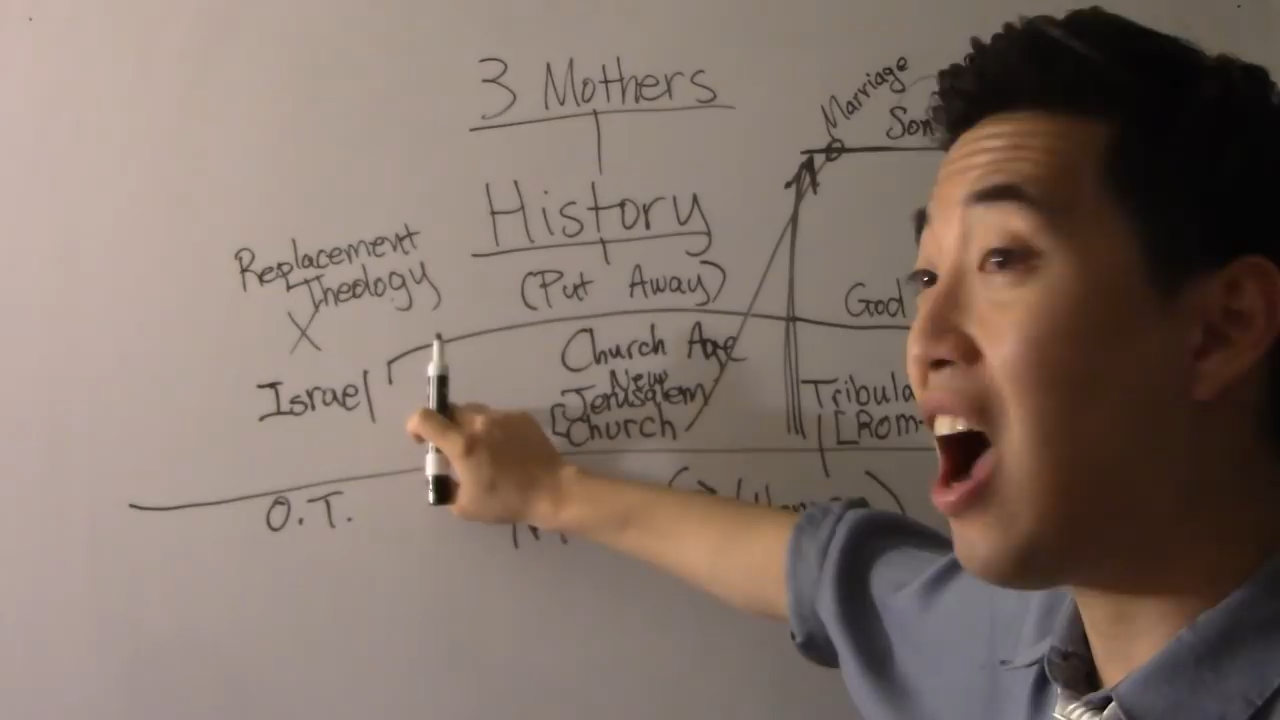 3 Mothers
History
(Put Away)
Replacement
Theology
X
Israel
O.T.
Church Age
New
Jerusalem
[Church
Marriage
Son
God
Tribula
[Rom-